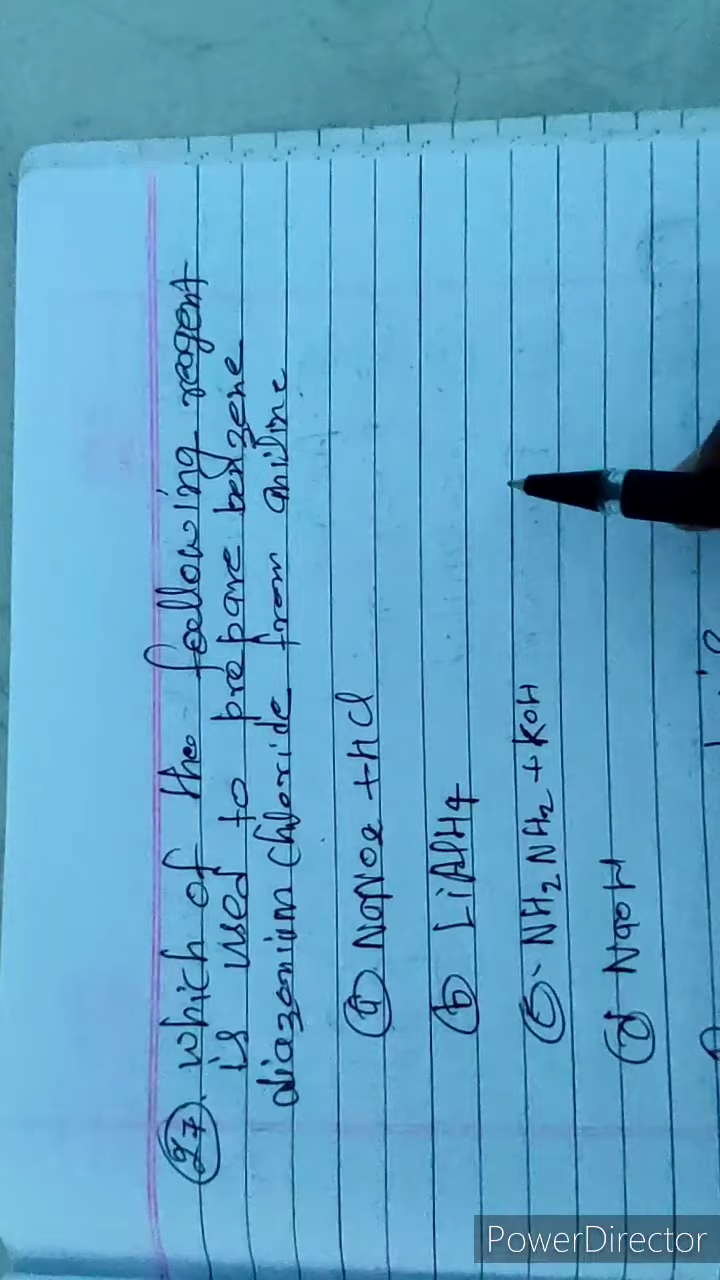 27. which of the following reagent
is used to prepare benzene
diazonium chloride from aniline
a NaNO2 + HCl
b LiAlH4
c NH2NH2 + KOH
d NaOH
PowerDirector